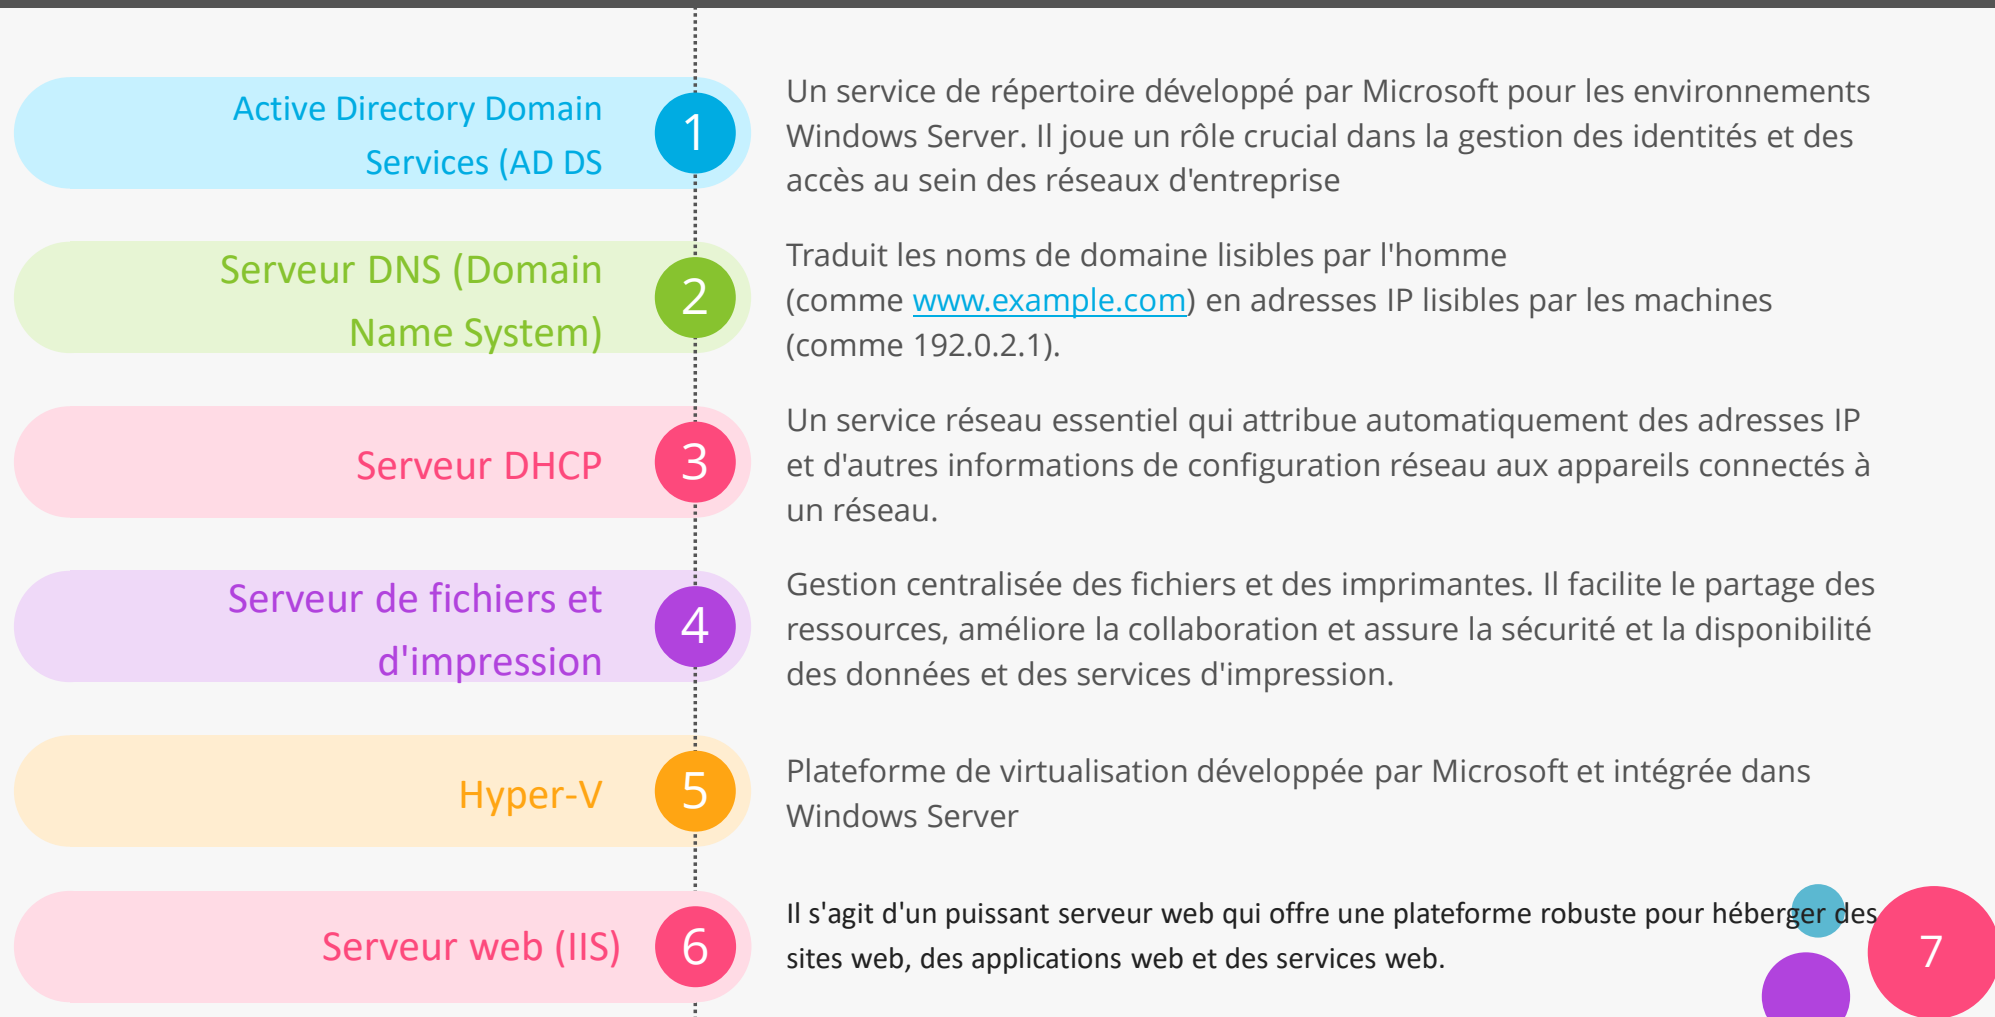 Active Directory Domain
Services (AD DS
1
Un service de répertoire développé par Microsoft pour les environnements
Windows Server. Il joue un rôle crucial dans la gestion des identités et des
accès au sein des réseaux d'entreprise
Serveur DNS (Domain
Name System)
2
Traduit les noms de domaine lisibles par l'homme
(comme www.example.com) en adresses IP lisibles par les machines
(comme 192.0.2.1).
Serveur DHCP
3
Un service réseau essentiel qui attribue automatiquement des adresses IP
et d'autres informations de configuration réseau aux appareils connectés à
un réseau.
Serveur de fichiers et
d'impression
4
Gestion centralisée des fichiers et des imprimantes. Il facilite le partage des
ressources, améliore la collaboration et assure la sécurité et la disponibilité
des données et des services d'impression.
Hyper-V
5
Plateforme de virtualisation développée par Microsoft et intégrée dans
Windows Server
Serveur web (IIS)
6
Il s'agit d'un puissant serveur web qui offre une plateforme robuste pour héberger des
sites web, des applications web et des services web.
7